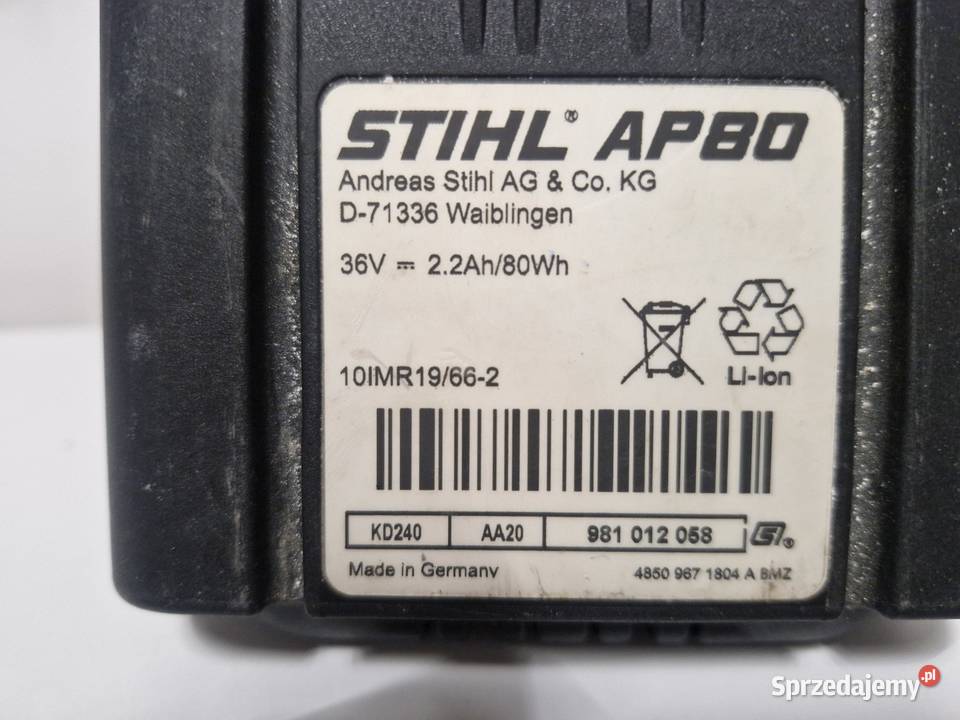 STIHL® AP80
Andreas Stihl AG & Co. KG
D-71336 Waiblingen
36V ⎓ 2.2Ah/80Wh
10IMR19/66-2
Li-Ion
KD240 AA20 981 012 058
Made in Germany 4850 967 1804 A BMZ
Sprzedajemy.pl